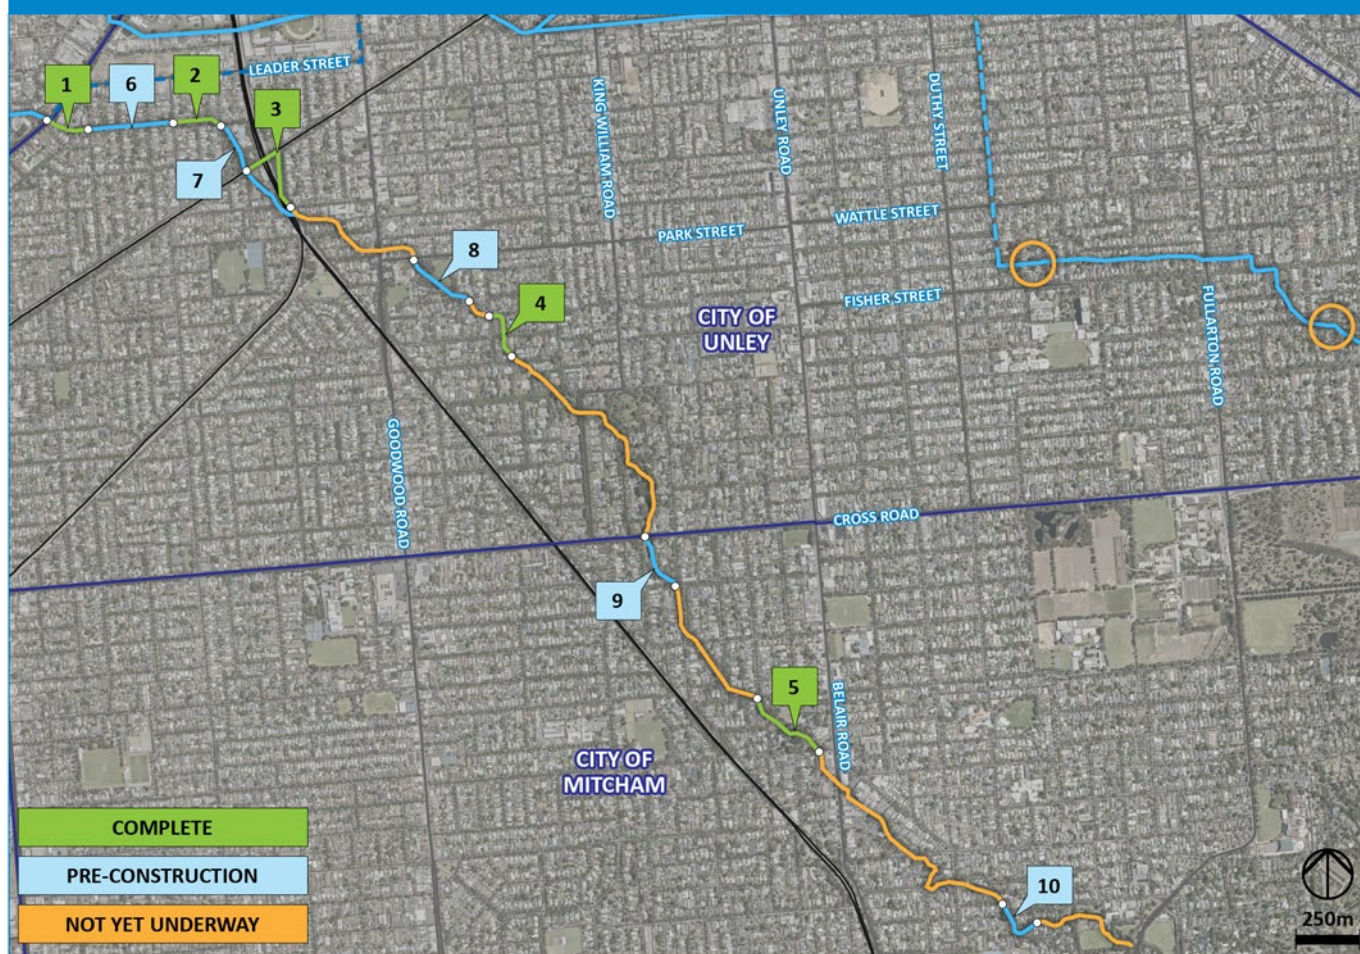 LEADER STREET
1
6
2
3
7
KING WILLIAM ROAD
UNLEY ROAD
DUTHY STREET
WATTLE STREET
PARK STREET
8
4
FISHER STREET
CITY OF
UNLEY
FULLARTON ROAD
GOODWOOD ROAD
CROSS ROAD
9
5
BELAIR ROAD
CITY OF
MITCHAM
10
COMPLETE
PRE-CONSTRUCTION
NOT YET UNDERWAY
250m